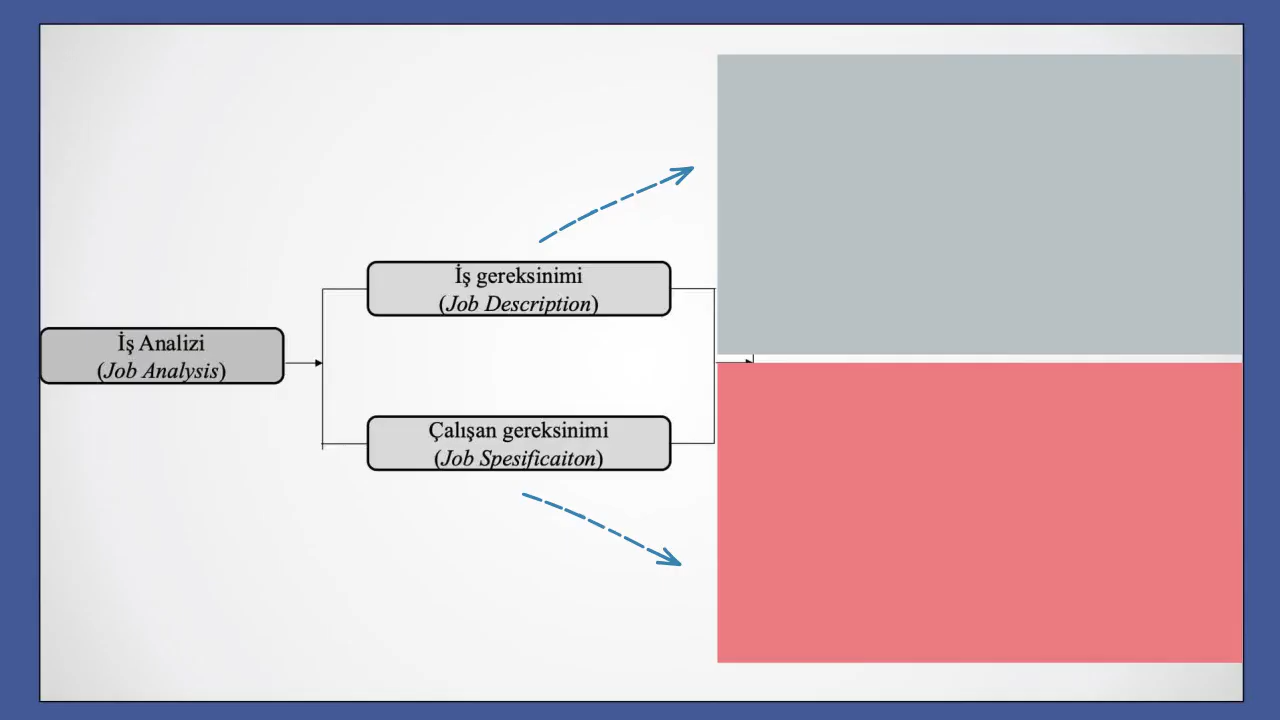 İş Analizi
(Job Analysis)
İş gereksinimi
(Job Description)
Çalışan gereksinimi
(Job Spesificaiton)